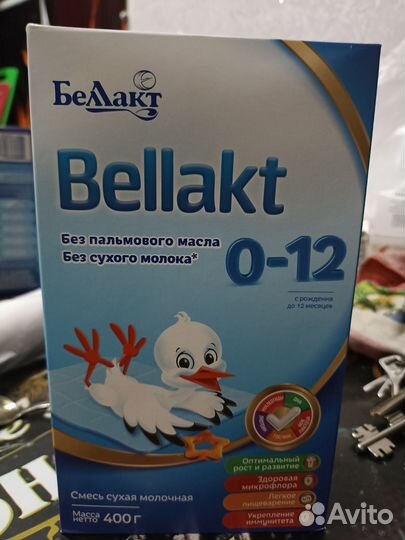 Беллакт
Bellakt
Без пальмового масла
Без сухого молока*
0-12
с рождения
до 12 месяцев
Оптимальный
рост и развитие
Здоровая
микрофлора
Легкое
пищеварение
Укрепление
иммунитета
Смесь сухая молочная
Масса
нетто 400 г
Avito